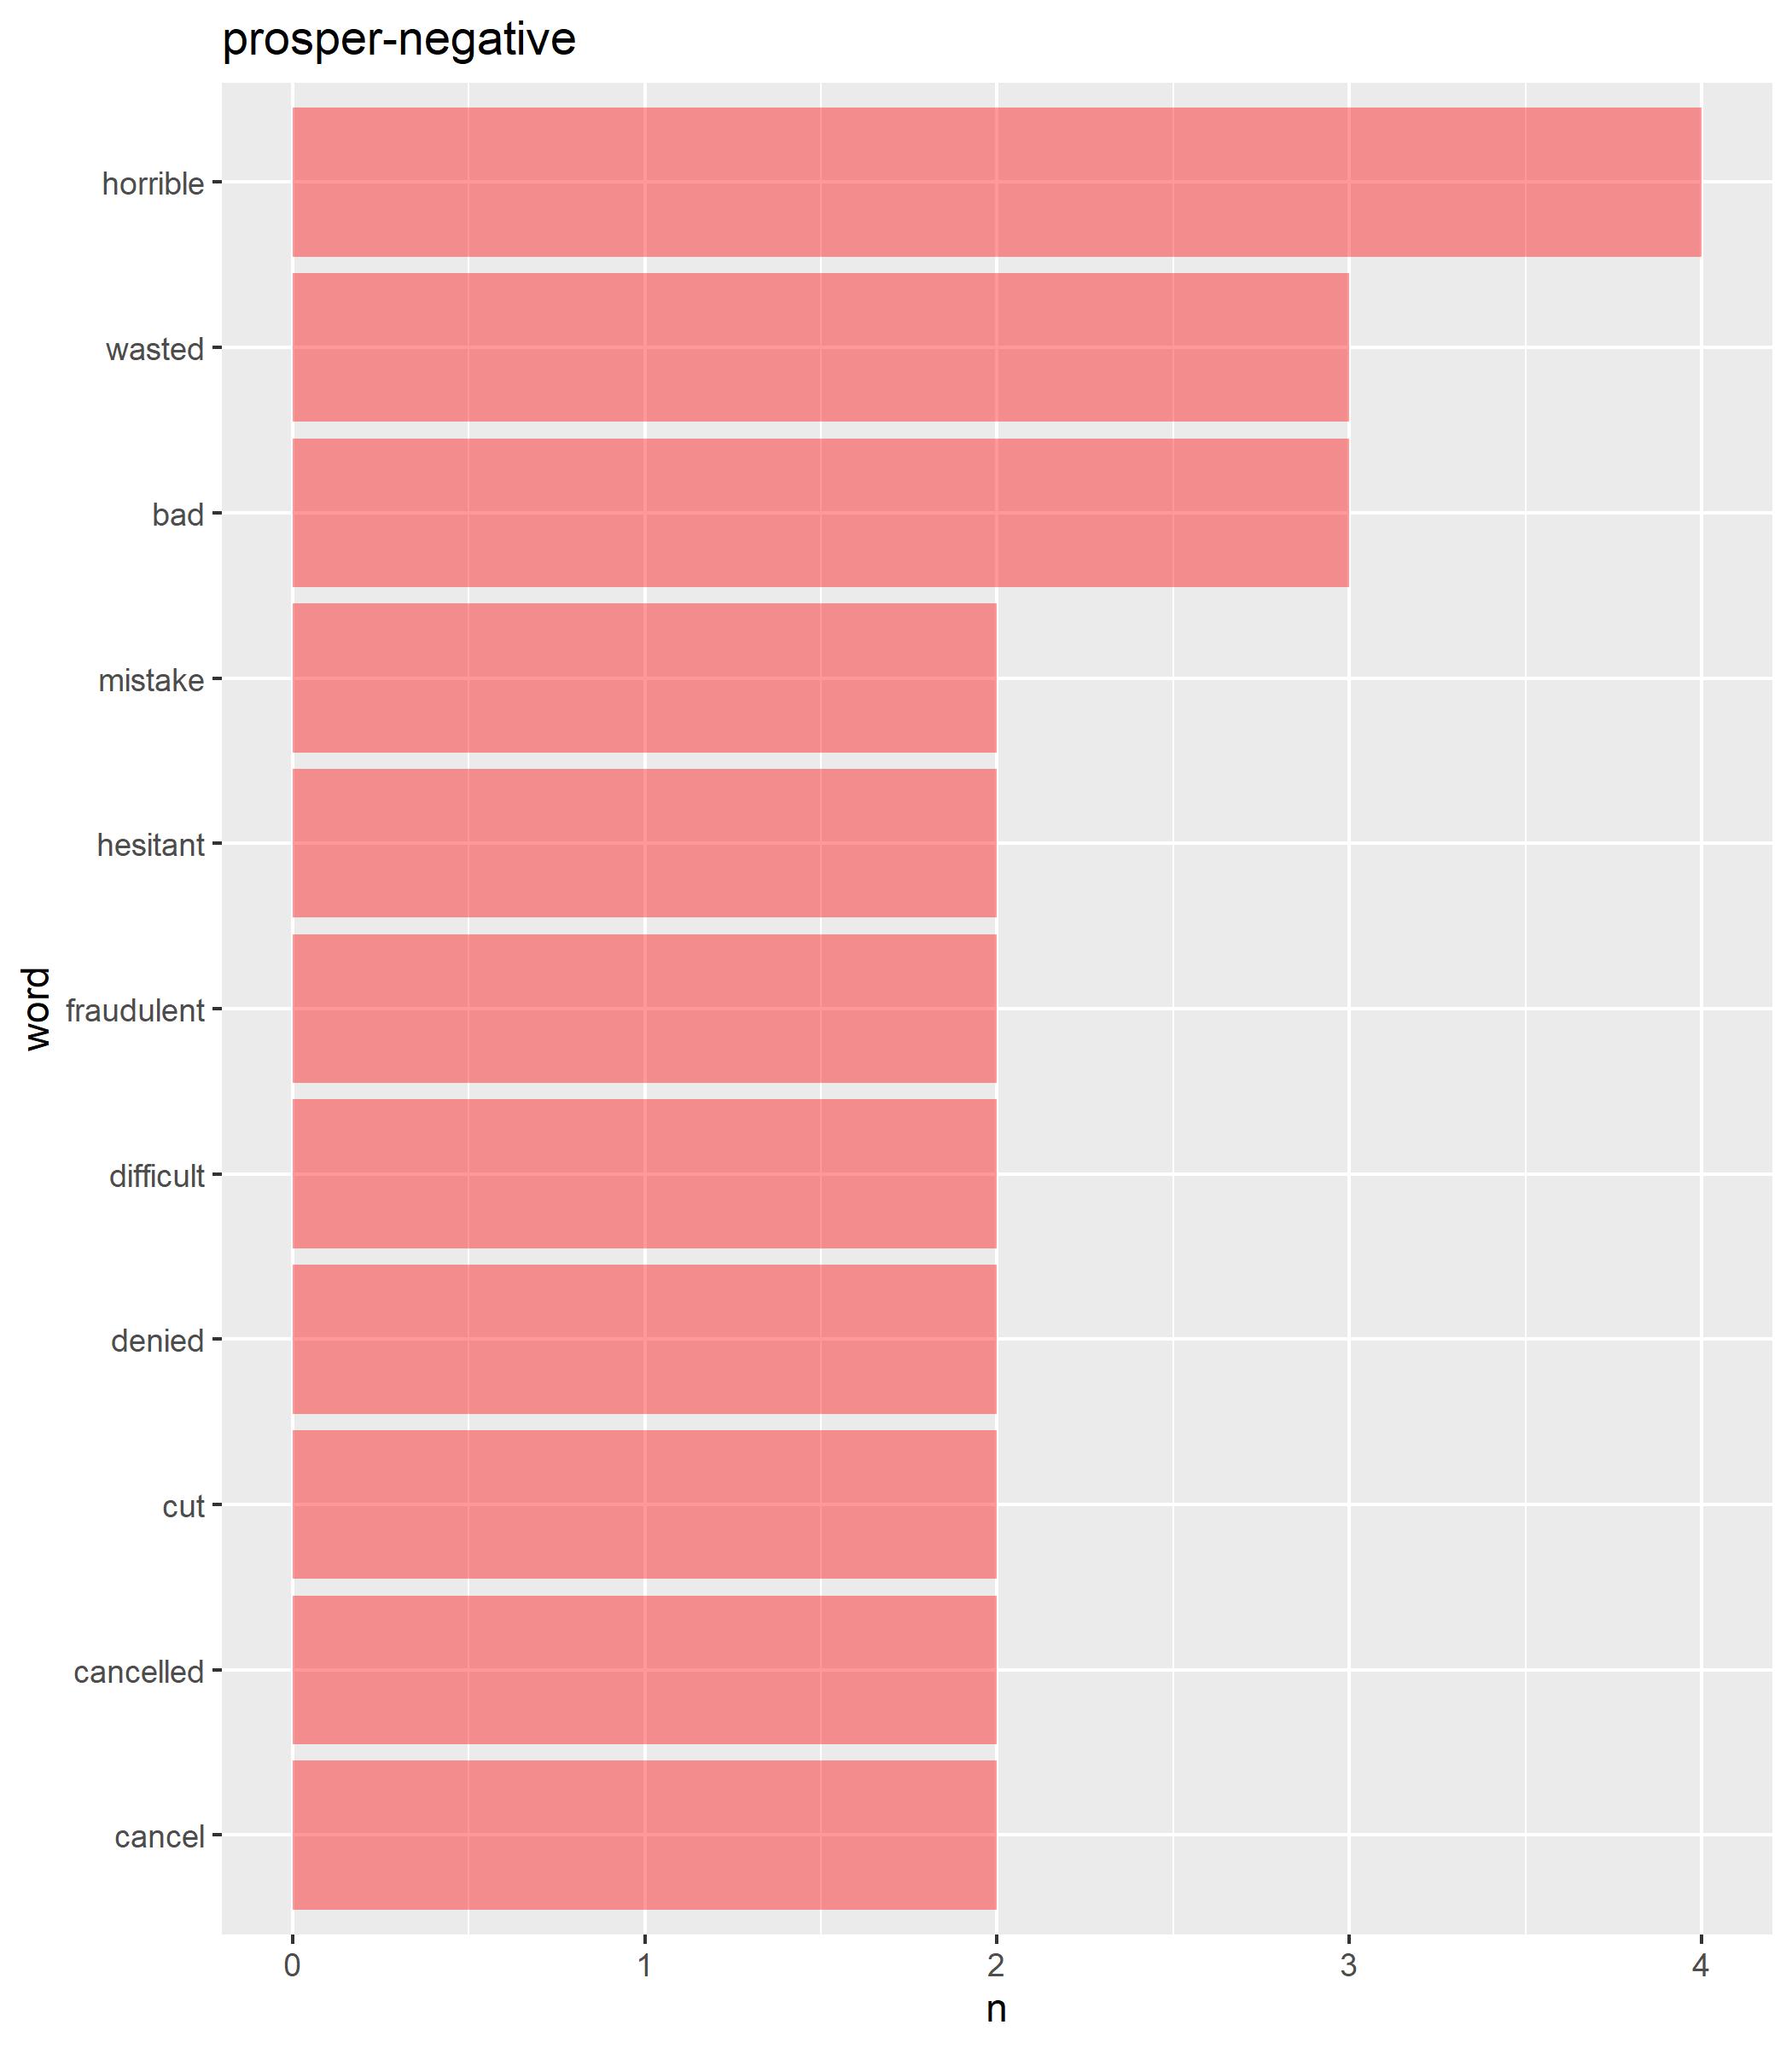 prosper-negative
horrible
wasted
bad
mistake
hesitant
fraudulent
difficult
denied
cut
cancelled
cancel
word
0 1 2 3 4
n